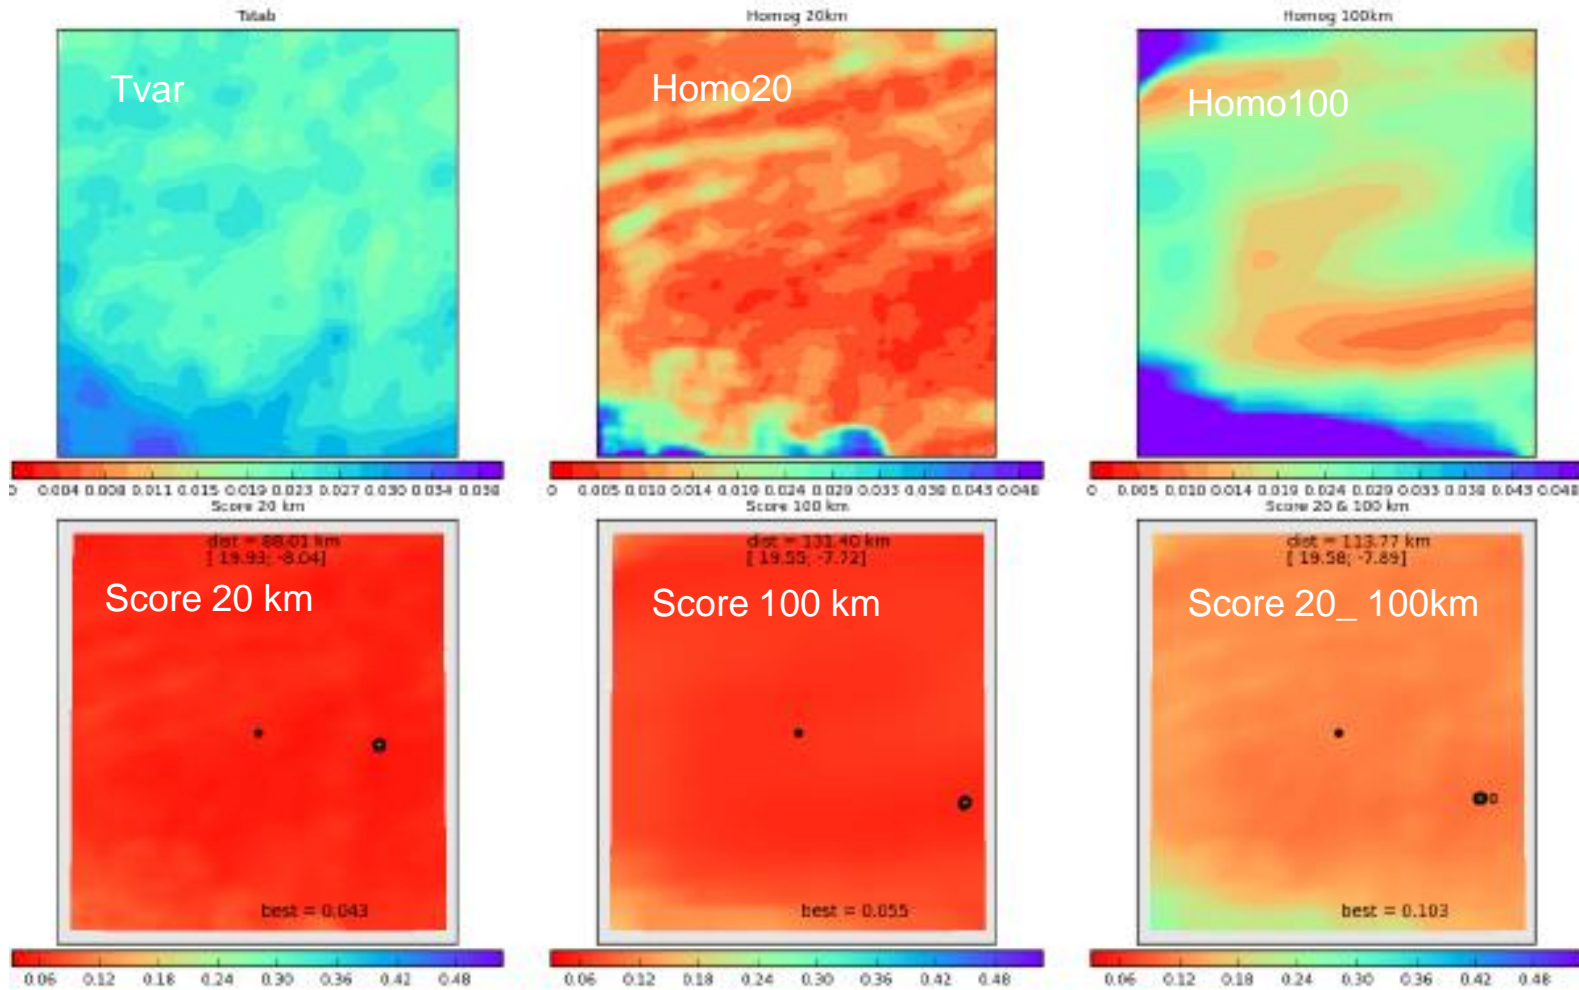 Tstab
Homog 20km
Homog 100km
Tvar
Homo20
Homo100
0 0.004 0.008 0.011 0.015 0.019 0.023 0.027 0.030 0.034 0.038
0 0.005 0.010 0.014 0.019 0.024 0.029 0.033 0.038 0.043 0.048
0 0.005 0.010 0.014 0.019 0.024 0.029 0.033 0.038 0.043 0.048
Score 20 km
Score 100 km
Score 20 & 100 km
dist = 88.01 km
[ 19.93; -8.04]
dist = 131.40 km
[ 19.55; -7.72]
dist = 113.77 km
[ 19.58; -7.89]
Score 20 km
Score 100 km
Score 20_ 100km
best = 0.043
best = 0.055
best = 0.103
0.06 0.12 0.18 0.24 0.30 0.36 0.42 0.48
0.06 0.12 0.18 0.24 0.30 0.36 0.42 0.48
0.06 0.12 0.18 0.24 0.30 0.36 0.42 0.48